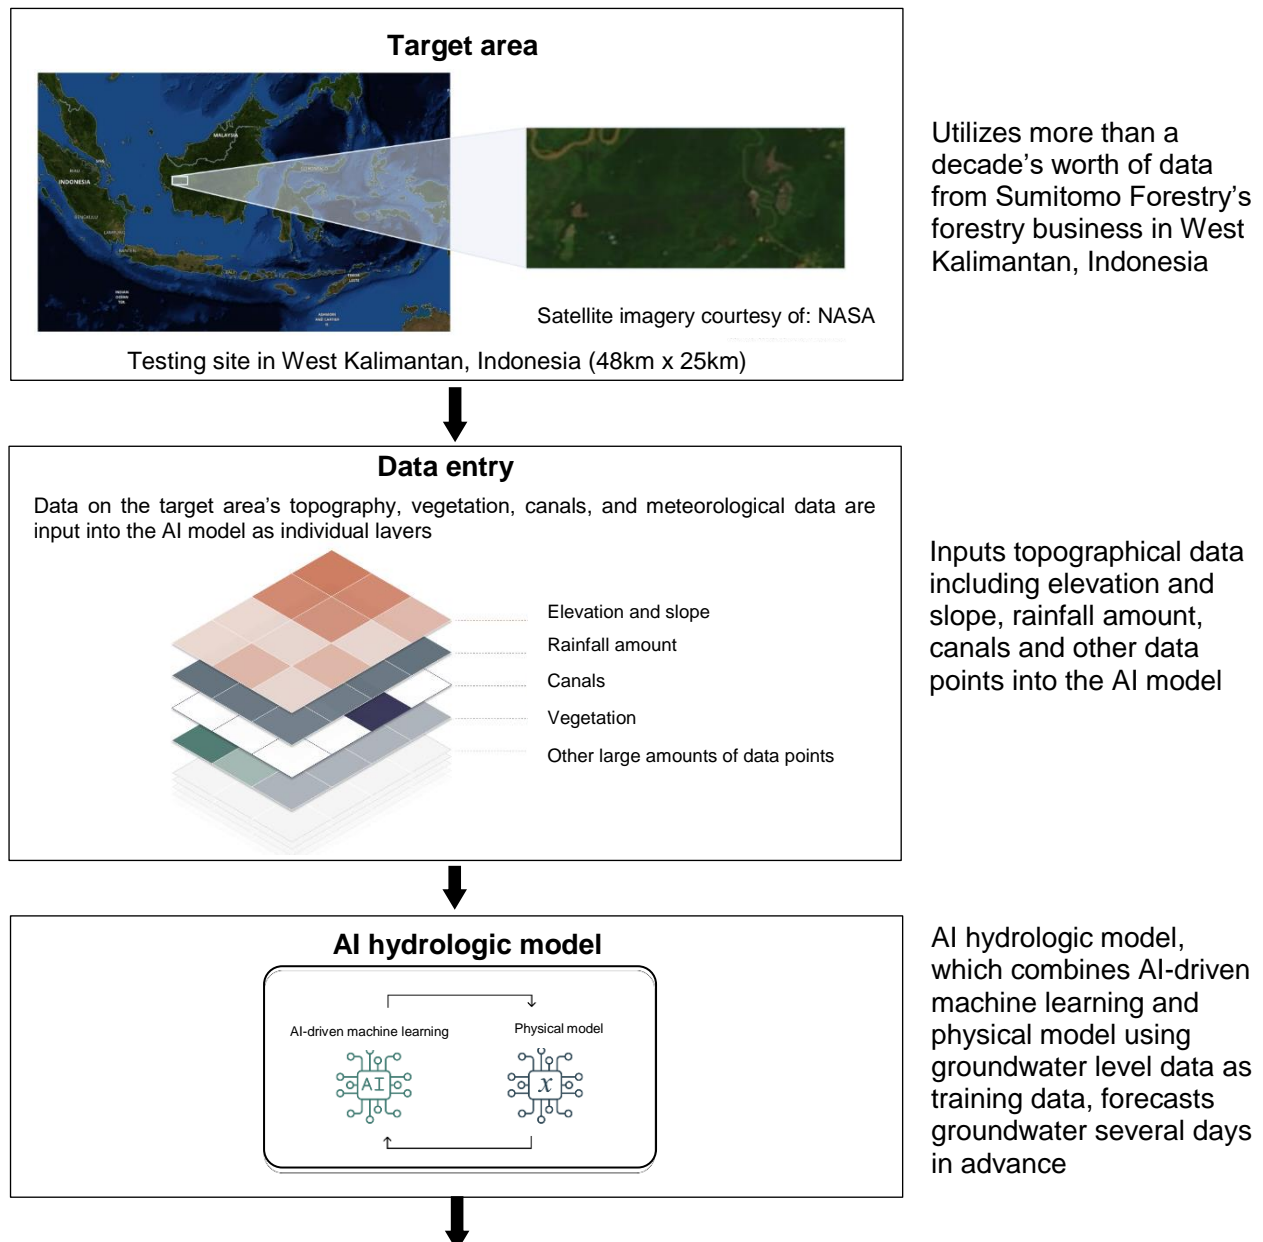 Target area
MALAYSIA
INDONESIA
Utilizes more than a
decade’s worth of data
from Sumitomo Forestry’s
forestry business in West
Kalimantan, Indonesia
Satellite imagery courtesy of: NASA
Testing site in West Kalimantan, Indonesia (48km x 25km)
Data entry
Data on the target area’s topography, vegetation, canals, and meteorological data are
input into the AI model as individual layers
Elevation and slope
Rainfall amount
Canals
Vegetation
Other large amounts of data points
Inputs topographical data
including elevation and
slope, rainfall amount,
canals and other data
points into the AI model
AI hydrologic model
AI-driven machine learning
Physical model
AI
x
AI hydrologic model,
which combines AI-driven
machine learning and
physical model using
groundwater level data as
training data, forecasts
groundwater several days
in advance